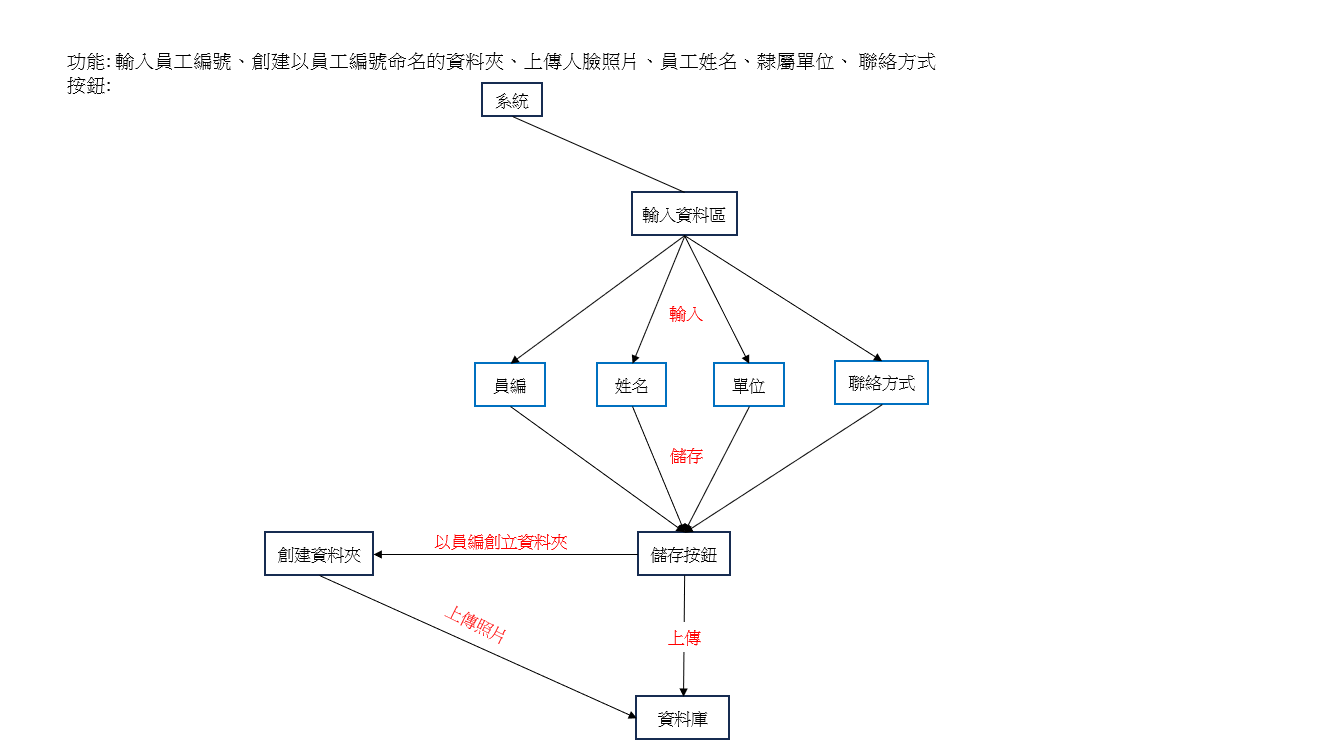 功能: 輸入員工編號、創建以員工編號命名的資料夾、上傳人臉照片、員工姓名、隸屬單位、 聯絡方式
按鈕:
系統
輸入資料區
輸入
員編
姓名
單位
聯絡方式
儲存
以員編創立資料夾
創建資料夾
儲存按鈕
上傳照片
上傳
資料庫